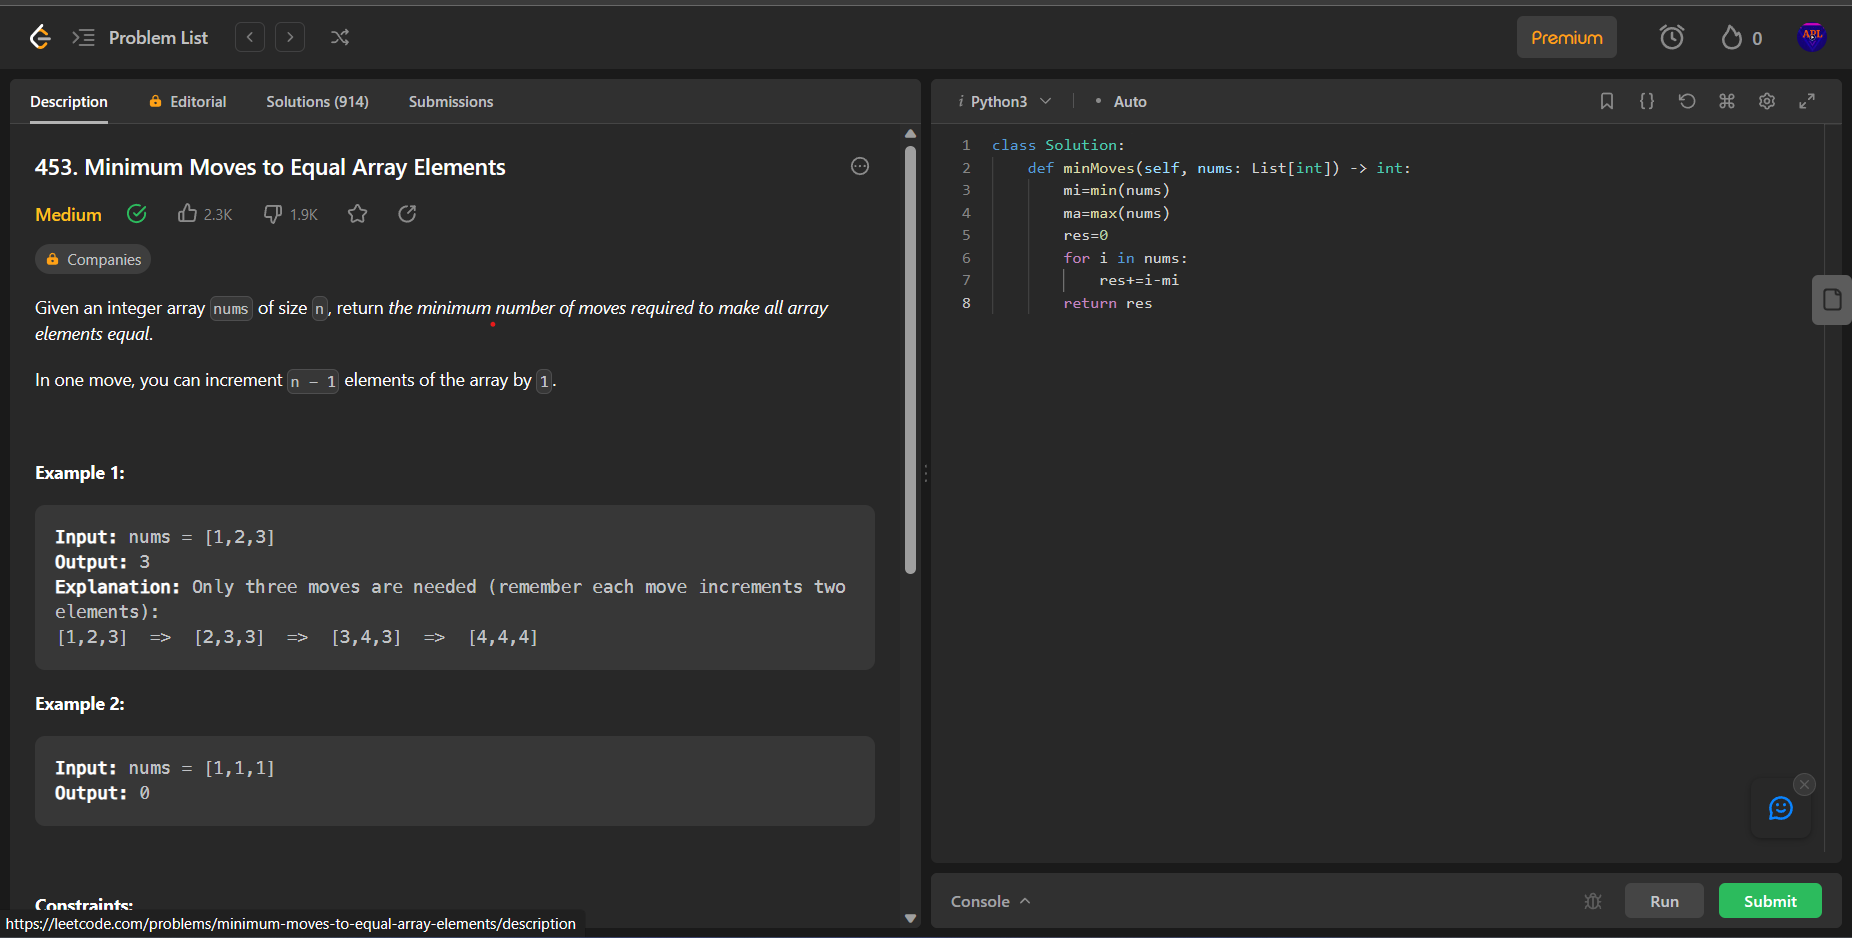 Problem List
Premium
0
APL
Description
Editorial
Solutions (914)
Submissions
453. Minimum Moves to Equal Array Elements
Medium
2.3K
1.9K
Companies
Given an integer array nums of size n, return the minimum number of moves required to make all array
elements equal.
In one move, you can increment n - 1 elements of the array by 1.
Example 1:
Input: nums = [1,2,3]
Output: 3
Explanation: Only three moves are needed (remember each move increments two
elements):
[1,2,3]  =>  [2,3,3]  =>  [3,4,3]  =>  [4,4,4]
Example 2:
Input: nums = [1,1,1]
Output: 0
Constraints:
https://leetcode.com/problems/minimum-moves-to-equal-array-elements/description
i Python3
• Auto
1 class Solution:
2     def minMoves(self, nums: List[int]) -> int:
3         mi=min(nums)
4         ma=max(nums)
5         res=0
6         for i in nums:
7             res+=i-mi
8         return res
Console
Run
Submit